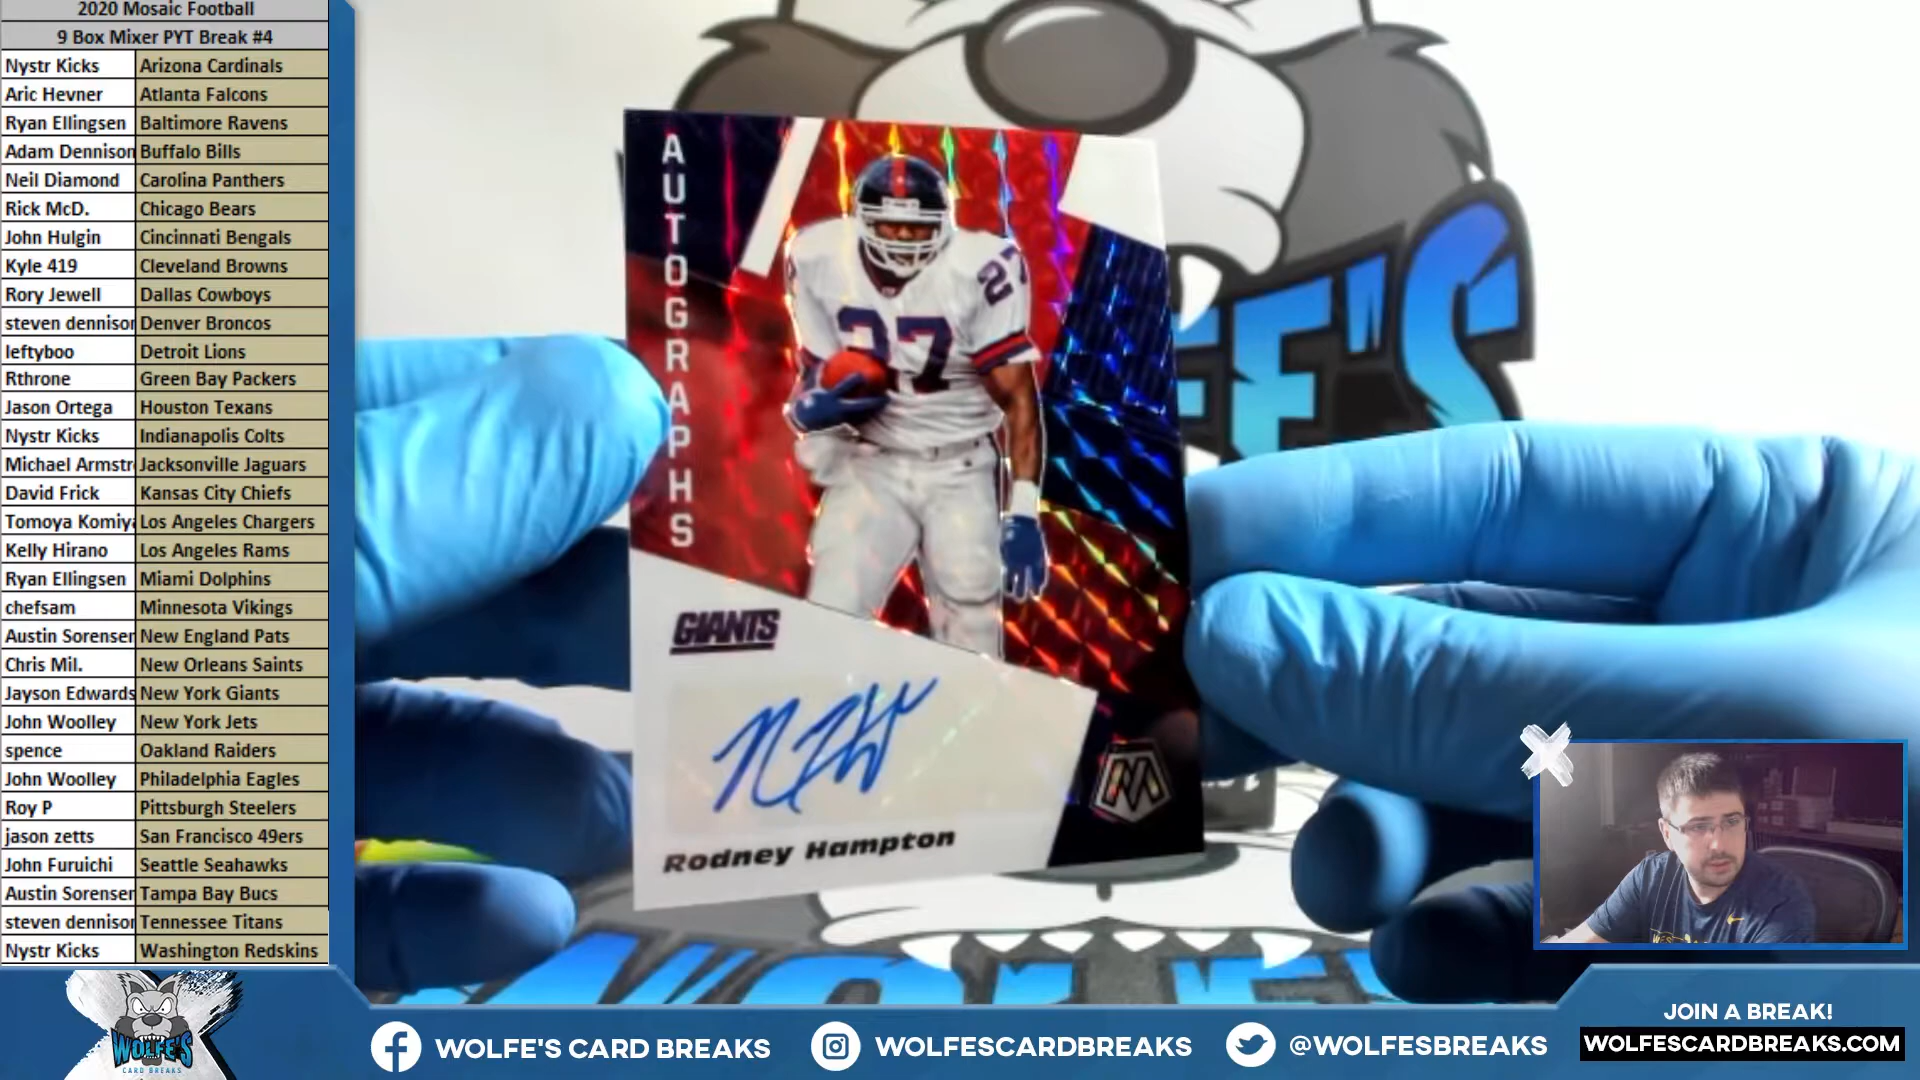 2020 Mosaic Football
9 Box Mixer PYT Break #4
Nystr Kicks Arizona Cardinals
Aric Hevner Atlanta Falcons
Ryan Ellingsen Baltimore Ravens
Adam Dennison Buffalo Bills
Neil Diamond Carolina Panthers
Rick McD. Chicago Bears
John Hulgin Cincinnati Bengals
Kyle 419 Cleveland Browns
Rory Jewell Dallas Cowboys
steven dennison Denver Broncos
leftyboo Detroit Lions
Rthrone Green Bay Packers
Jason Ortega Houston Texans
Nystr Kicks Indianapolis Colts
Michael Armstr Jacksonville Jaguars
David Frick Kansas City Chiefs
Tomoya Komiya Los Angeles Chargers
Kelly Hirano Los Angeles Rams
Ryan Ellingsen Miami Dolphins
chefsam Minnesota Vikings
Austin Sorensen New England Pats
Chris Mil. New Orleans Saints
Jayson Edwards New York Giants
John Woolley New York Jets
spence Oakland Raiders
John Woolley Philadelphia Eagles
Roy P Pittsburgh Steelers
jason zetts San Francisco 49ers
John Furuichi Seattle Seahawks
Austin Sorensen Tampa Bay Bucs
steven dennison Tennessee Titans
Nystr Kicks Washington Redskins
AUTOGRAPHS
27
27
GIANTS
Rodney Hampton
M
WOLFE'S
CARD BREAKS
WOLFE'S CARD BREAKS
WOLFESCARDBREAKS
@WOLFESBREAKS
JOIN A BREAK!
WOLFESCARDBREAKS.COM